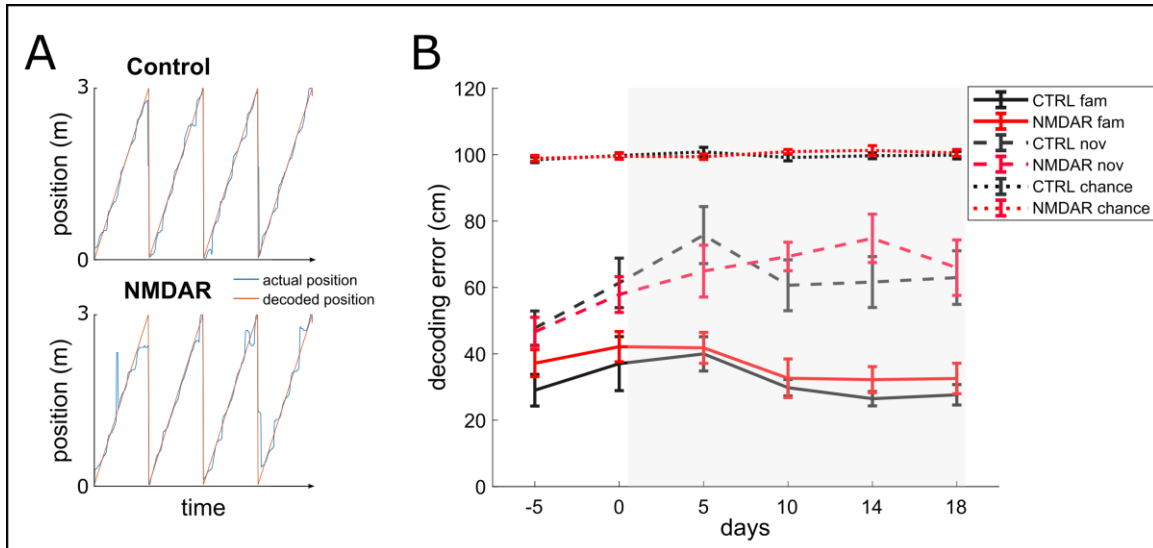 A
Control
3
position (m)
0
actual position
decoded position
NMDAR
3
position (m)
0
time
B
120
100
80
60
40
20
0
decoding error (cm)
-5 0 5 10 14 18
days
CTRL fam
NMDAR fam
CTRL nov
NMDAR nov
CTRL chance
NMDAR chance